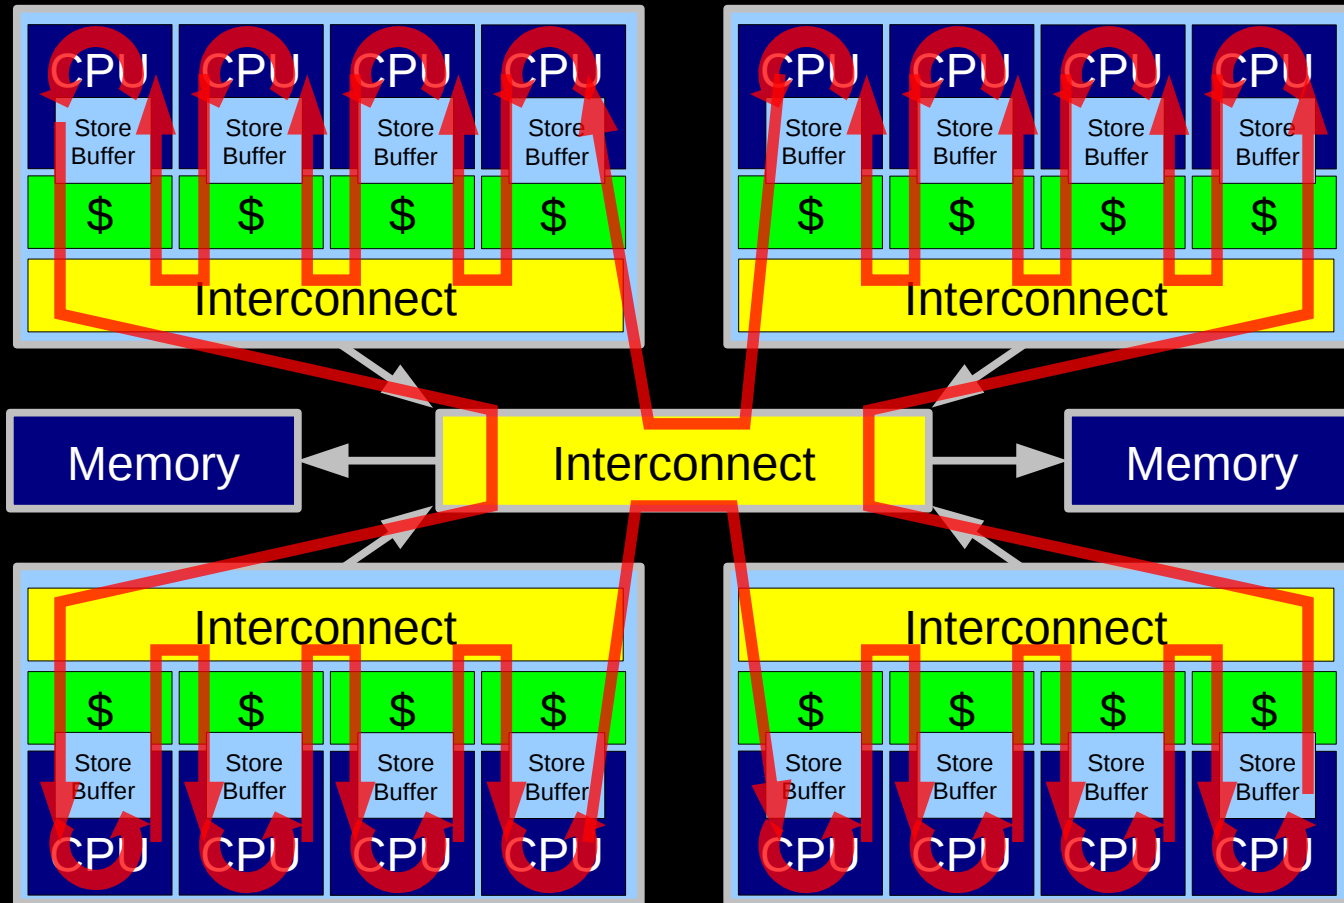 CPU CPU CPU CPU CPU CPU CPU CPU
Store Store Store Store Store Store Store Store
Buffer Buffer Buffer Buffer Buffer Buffer Buffer Buffer
$ $ $ $ $ $ $ $
Interconnect Interconnect
Memory Interconnect Memory
Interconnect Interconnect
$ $ $ $ $ $ $ $
Store Store Store Store Store Store Store Store
Buffer Buffer Buffer Buffer Buffer Buffer Buffer Buffer
CPU CPU CPU CPU CPU CPU CPU CPU